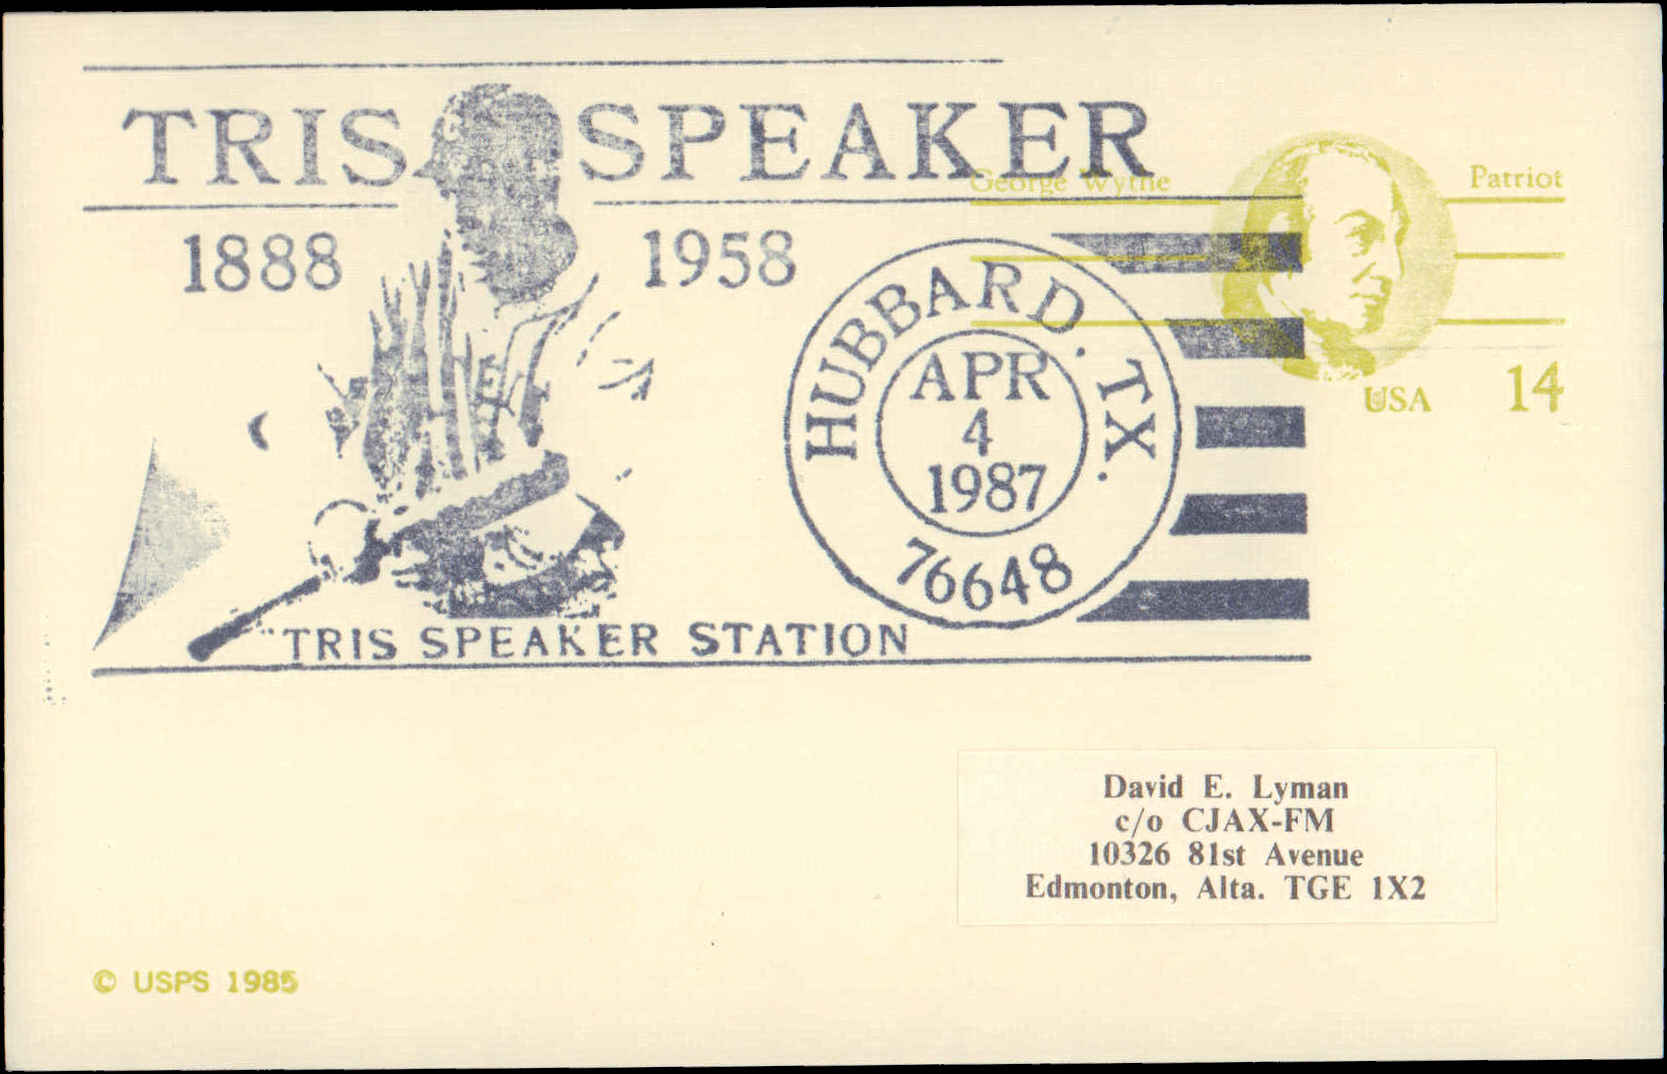 TRIS SPEAKER
George Wythe
Patriot
1888
1958
HUBBARD. TX.
APR
4
1987
76648
USA 14
"TRIS SPEAKER STATION
David E. Lyman
c/o CJAX-FM
10326 81st Avenue
Edmonton, Alta. TGE 1X2
© USPS 1985